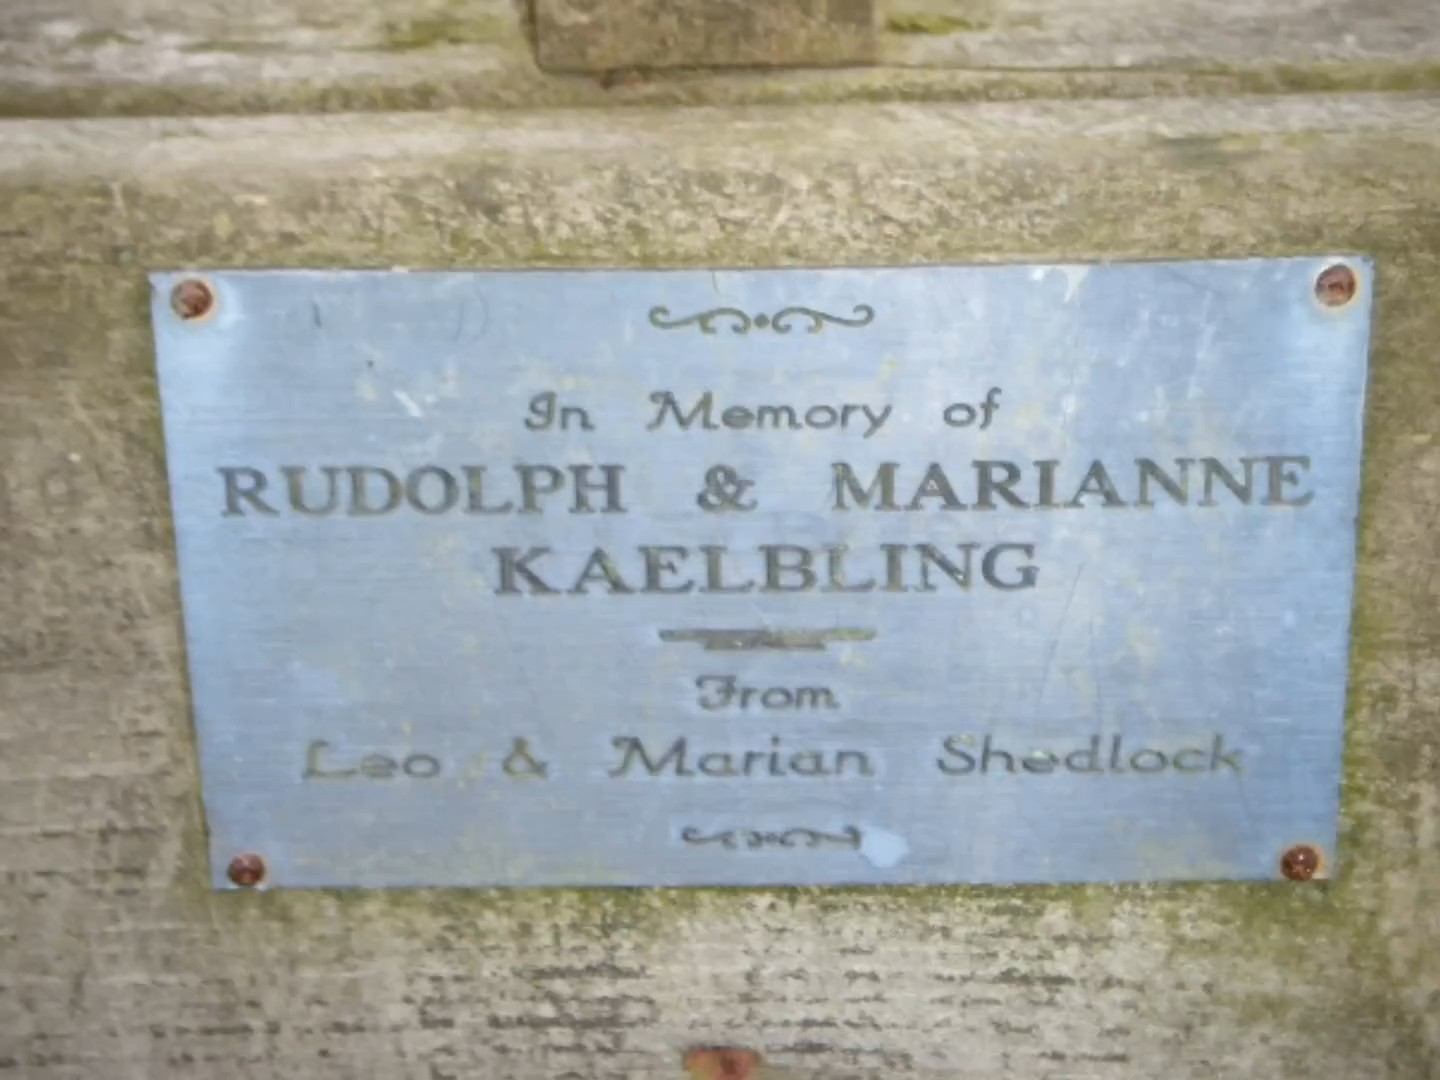 In Memory of
RUDOLPH & MARIANNE
KAELBLING
From
Leo & Marian Shedlock